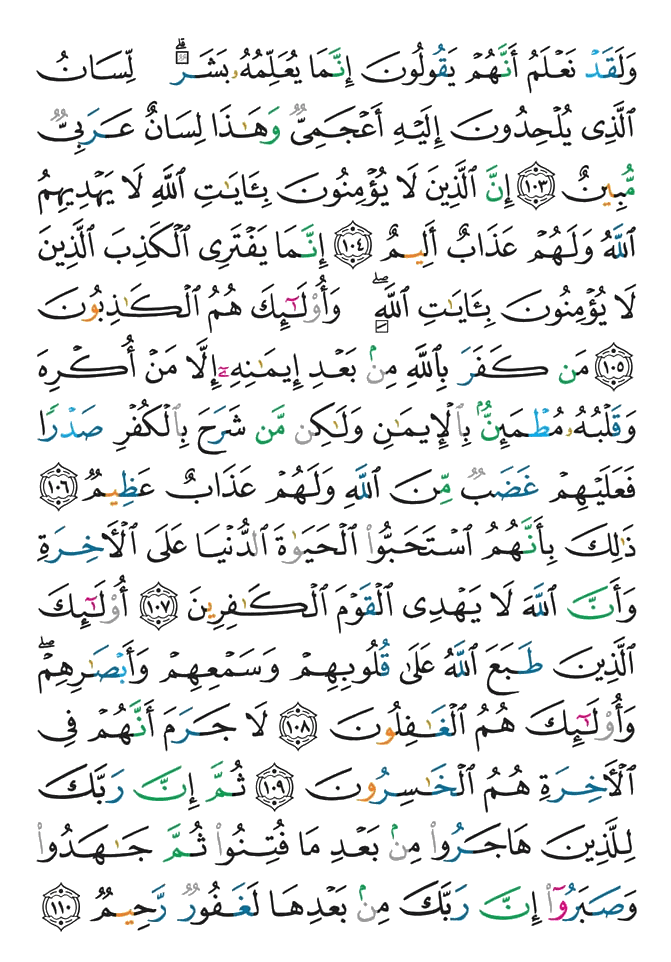 وَلَقَدْ نَعْلَمُ أَنَّهُمْ يَقُولُونَ إِنَّمَا يُعَلِّمُهُۥ بَشَرٌ ۗ لِّسَانُ
ٱلَّذِى يُلْحِدُونَ إِلَيْهِ أَعْجَمِىٌّ وَهَـٰذَا لِسَانٌ عَرَبِىٌّ
مُّبِينٌ ١٠٣ إِنَّ ٱلَّذِينَ لَا يُؤْمِنُونَ بِـَٔايَـٰتِ ٱللَّهِ لَا يَهْدِيهِمُ
ٱللَّهُ وَلَهُمْ عَذَابٌ أَلِيمٌ ١٠٤ إِنَّمَا يَفْتَرِى ٱلْكَذِبَ ٱلَّذِينَ
لَا يُؤْمِنُونَ بِـَٔايَـٰتِ ٱللَّهِ ۖ وَأُو۟لَـٰٓئِكَ هُمُ ٱلْكَـٰذِبُونَ
١٠٥ مَن كَفَرَ بِٱللَّهِ مِنۢ بَعْدِ إِيمَـٰنِهِۦٓ إِلَّا مَنْ أُكْرِهَ
وَقَلْبُهُۥ مُطْمَئِنٌّۢ بِٱلْإِيمَـٰنِ وَلَـٰكِن مَّن شَرَحَ بِٱلْكُفْرِ صَدْرًا
فَعَلَيْهِمْ غَضَبٌ مِّنَ ٱللَّهِ وَلَهُمْ عَذَابٌ عَظِيمٌ ١٠٦
ذَٰلِكَ بِأَنَّهُمُ ٱسْتَحَبُّوا۟ ٱلْحَيَوٰةَ ٱلدُّنْيَا عَلَى ٱلْـَٔاخِرَةِ
وَأَنَّ ٱللَّهَ لَا يَهْدِى ٱلْقَوْمَ ٱلْكَـٰفِرِينَ ١٠٧ أُو۟لَـٰٓئِكَ
ٱلَّذِينَ طَبَعَ ٱللَّهُ عَلَىٰ قُلُوبِهِمْ وَسَمْعِهِمْ وَأَبْصَـٰرِهِمْ ۖ
وَأُو۟لَـٰٓئِكَ هُمُ ٱلْغَـٰفِلُونَ ١٠٨ لَا جَرَمَ أَنَّهُمْ فِى
ٱلْـَٔاخِرَةِ هُمُ ٱلْخَـٰسِرُونَ ١٠٩ ثُمَّ إِنَّ رَبَّكَ
لِلَّذِينَ هَاجَرُوا۟ مِنۢ بَعْدِ مَا فُتِنُوا۟ ثُمَّ جَـٰهَدُوا۟
وَصَبَرُوٓا۟ إِنَّ رَبَّكَ مِنۢ بَعْدِهَا لَغَفُورٌ رَّحِيمٌ ١١٠